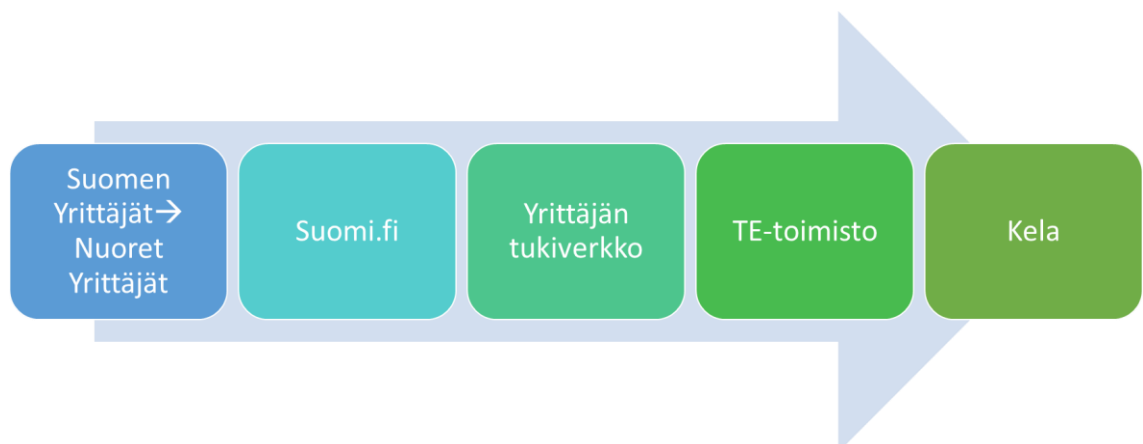 Suomen
Yrittäjät→
Nuoret
Yrittäjät
Suomi.fi
Yrittäjän
tukiverkko
TE-toimisto
Kela